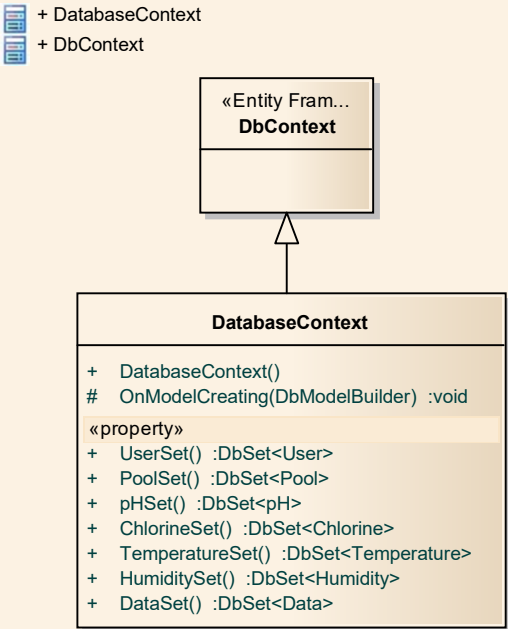 + DatabaseContext
+ DbContext
«Entity Fram...
DbContext
DatabaseContext
+ DatabaseContext()
# OnModelCreating(DbModelBuilder) :void
«property»
+ UserSet() :DbSet<User>
+ PoolSet() :DbSet<Pool>
+ pHSet() :DbSet<pH>
+ ChlorineSet() :DbSet<Chlorine>
+ TemperatureSet() :DbSet<Temperature>
+ HumiditySet() :DbSet<Humidity>
+ DataSet() :DbSet<Data>